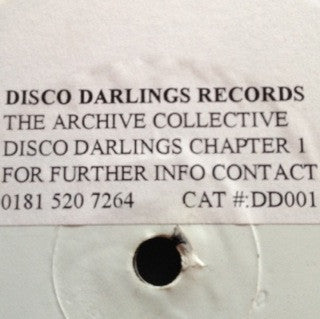 DISCO DARLINGS RECORDS
THE ARCHIVE COLLECTIVE
DISCO DARLINGS CHAPTER 1
FOR FURTHER INFO CONTACT
0181 520 7264 CAT #:DD001